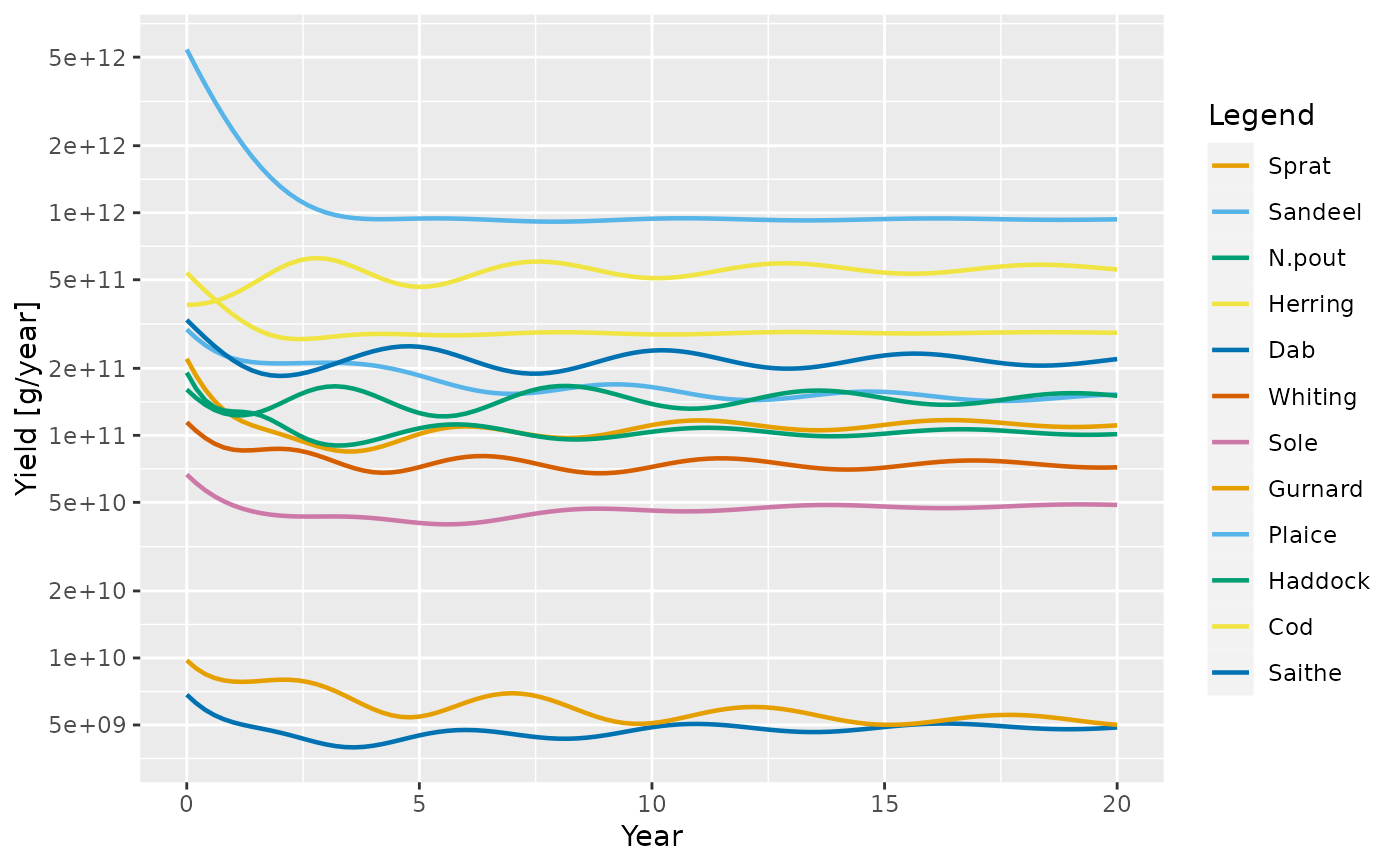 5e+12
2e+12
1e+12
5e+11
2e+11
1e+11
5e+10
2e+10
1e+10
5e+09
Yield [g/year]
0 5 10 15 20
Year
Legend
Sprat
Sandeel
N.pout
Herring
Dab
Whiting
Sole
Gurnard
Plaice
Haddock
Cod
Saithe